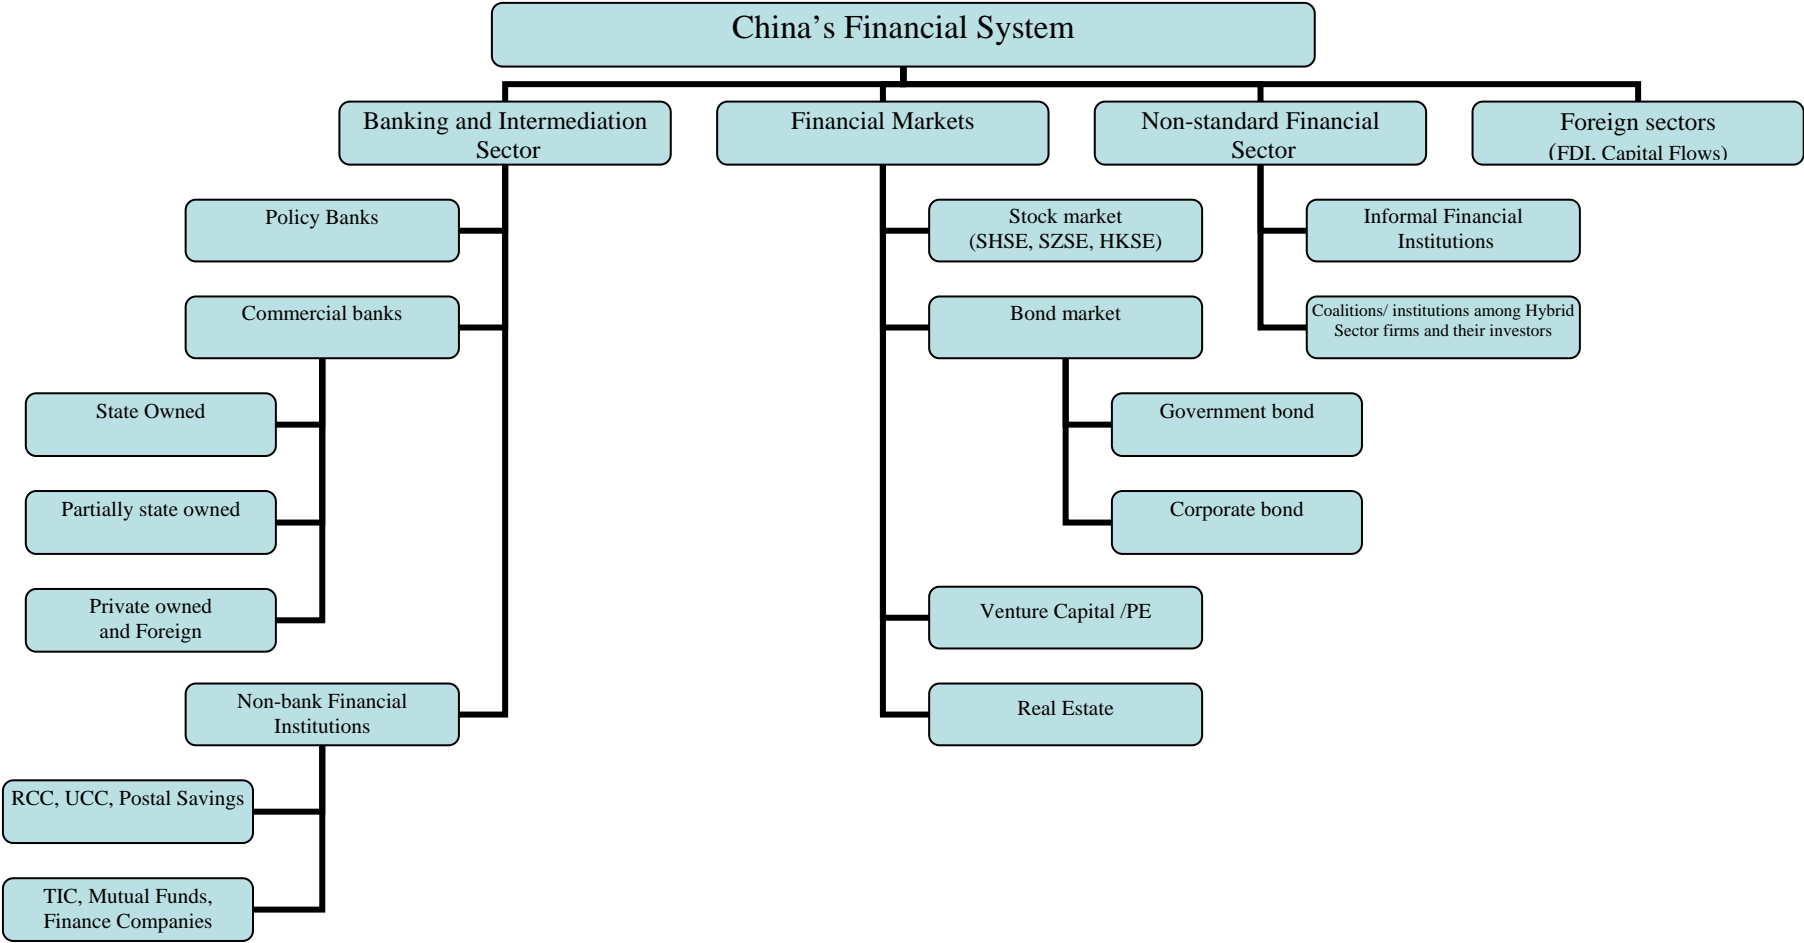 China’s Financial System
Banking and Intermediation
Sector
Financial Markets
Non-standard Financial
Sector
Foreign sectors
(FDI, Capital Flows)
Policy Banks
Stock market
(SHSE, SZSE, HKSE)
Informal Financial
Institutions
Commercial banks
Bond market
Coalitions/ institutions among Hybrid
Sector firms and their investors
State Owned
Government bond
Partially state owned
Corporate bond
Private owned
and Foreign
Venture Capital /PE
Non-bank Financial
Institutions
Real Estate
RCC, UCC, Postal Savings
TIC, Mutual Funds,
Finance Companies